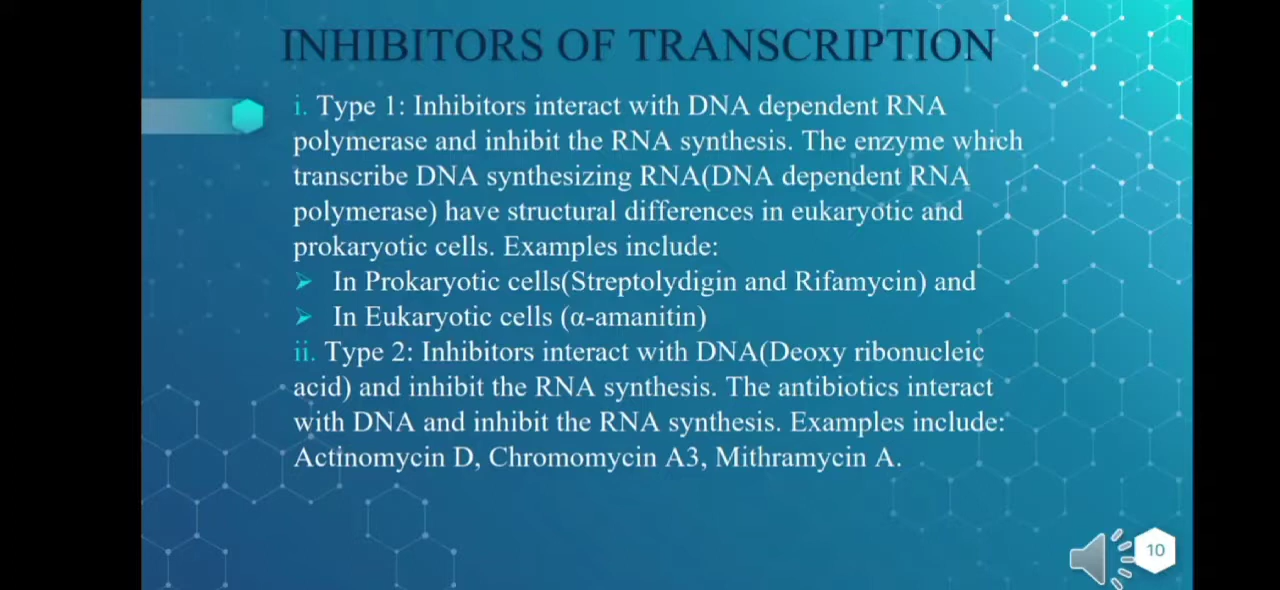 INHIBITORS OF TRANSCRIPTION
i. Type 1: Inhibitors interact with DNA dependent RNA
polymerase and inhibit the RNA synthesis. The enzyme which
transcribe DNA synthesizing RNA(DNA dependent RNA
polymerase) have structural differences in eukaryotic and
prokaryotic cells. Examples include:
➢ In Prokaryotic cells(Streptolydigin and Rifamycin) and
➢ In Eukaryotic cells (α-amanitin)
ii. Type 2: Inhibitors interact with DNA(Deoxy ribonucleic
acid) and inhibit the RNA synthesis. The antibiotics interact
with DNA and inhibit the RNA synthesis. Examples include:
Actinomycin D, Chromomycin A3, Mithramycin A.
10